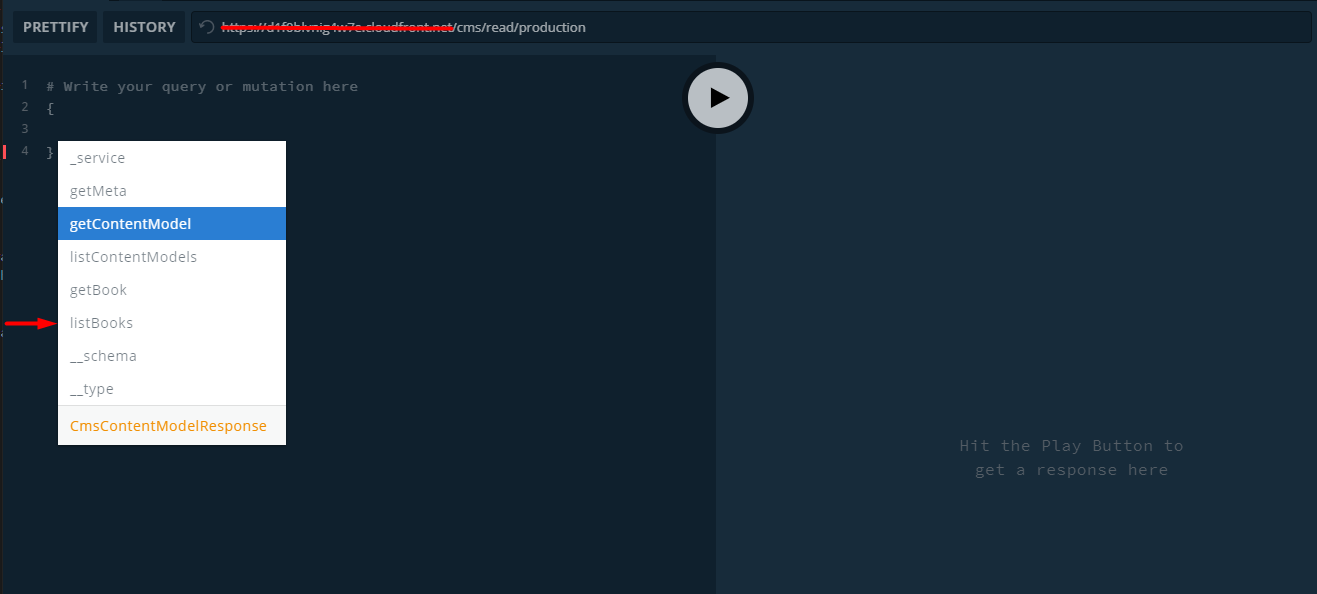 PRETTIFY HISTORY /cms/read/production
1 # Write your query or mutation here
2 {
3
4 }
_service
getMeta
getContentModel
listContentModels
getBook
listBooks
__schema
__type
CmsContentModelResponse
Hit the Play Button to
get a response here